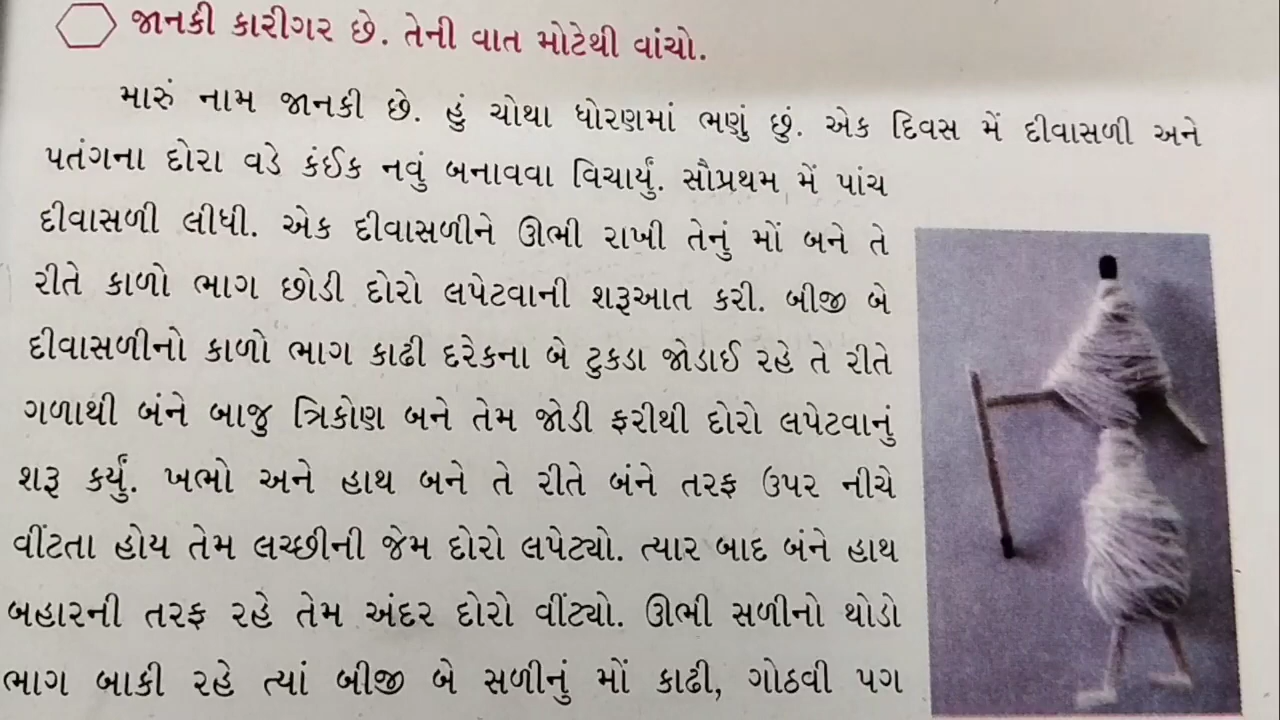 જાનકી કારીગર છે. તેની વાત મોટેથી વાંચો.
મારું નામ જાનકી છે. હું ચોથા ધોરણમાં ભણું છું. એક દિવસ મેં દીવાસળી અને
પતંગના દોરા વડે કંઈક નવું બનાવવા વિચાર્યું. સૌપ્રથમ મેં પાંચ
દીવાસળી લીધી. એક દીવાસળીને ઊભી રાખી તેનું મોં બને તે
રીતે કાળો ભાગ છોડી દોરો લપેટવાની શરૂઆત કરી. બીજી બે
દીવાસળીનો કાળો ભાગ કાઢી દરેકના બે ટુકડા જોડાઈ રહે તે રીતે
ગળાથી બંને બાજુ ત્રિકોણ બને તેમ જોડી ફરીથી દોરો લપેટવાનું
શરૂ કર્યું. ખભો અને હાથ બને તે રીતે બંને તરફ ઉપર નીચે
વીંટતા હોય તેમ લચ્છીની જેમ દોરો લપેટ્યો. ત્યાર બાદ બંને હાથ
બહારની તરફ રહે તેમ અંદર દોરો વીંટ્યો. ઊભી સળીનો થોડો
ભાગ બાકી રહે ત્યાં બીજી બે સળીનું મોં કાઢી, ગોઠવી પગ